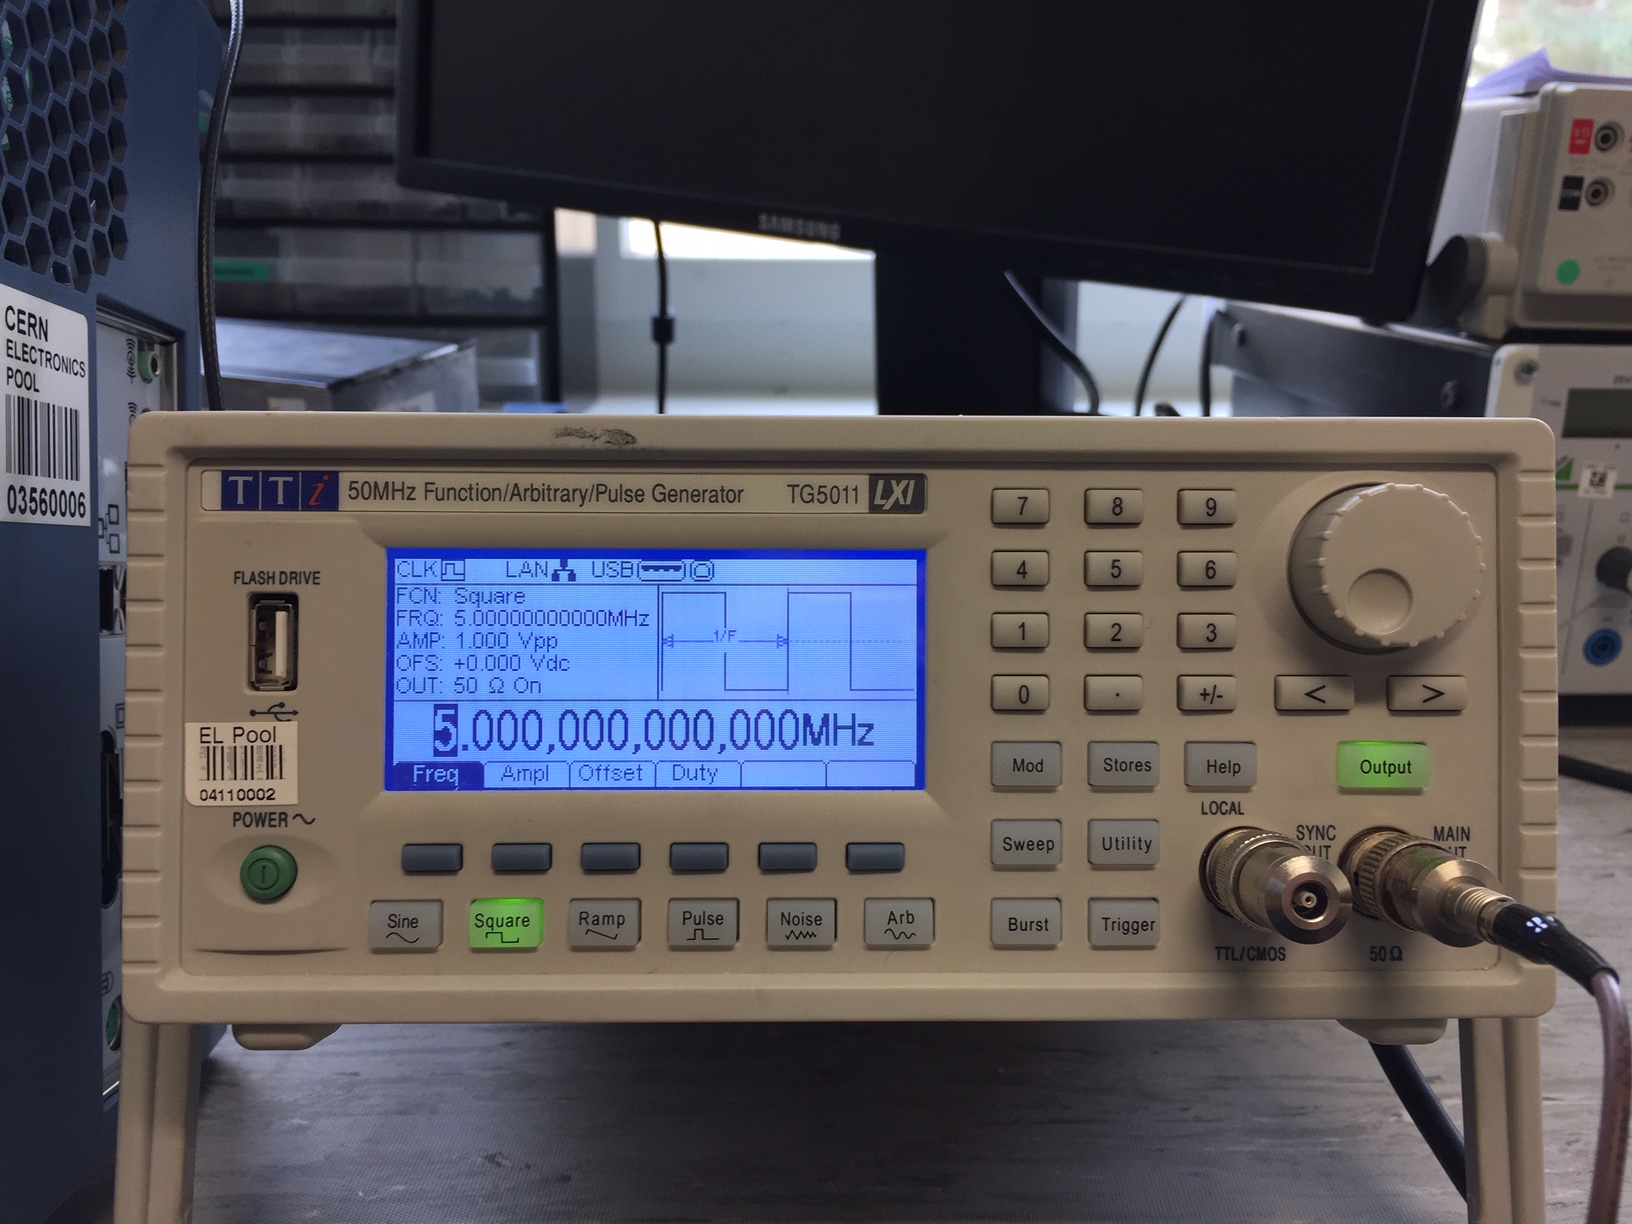 SAMSUNG
CERN
ELECTRONICS
POOL
03560006
TTi 50MHz Function/Arbitrary/Pulse Generator TG5011 LXI
FLASH DRIVE
EL Pool
04110002
POWER
CLK LAN USB
FCN: Square
FRQ: 5.00000000000MHz
AMP: 1.000 Vpp
OFS: +0.000 Vdc
OUT: 50 Ω On
1/F
5.000,000,000,000MHz
Freq Ampl Offset Duty
Sine Square Ramp Pulse Noise Arb
7 8 9
4 5 6
1 2 3
0 . +/-
< >
Mod Stores Help Output
LOCAL
Sweep Utility
SYNC
MAIN
Burst Trigger
TTL/CMOS
50Ω